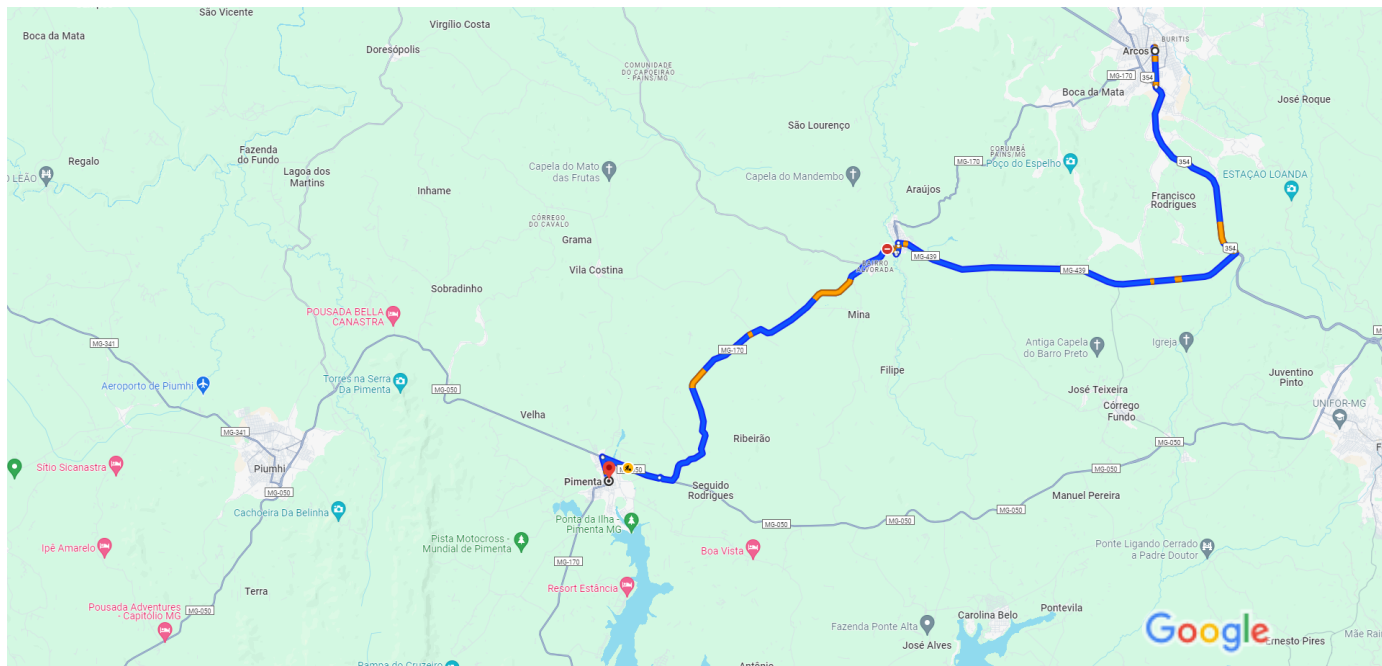 São Vicente
Boca da Mata
Virgílio Costa
Doresópolis
COMUNIDADE
DO CAPOEIRÃO
- PAINS/MG
BURITIS
Arcos
MG-170
354
Boca da Mata
José Roque
São Lourenço
Fazenda
do Fundo
Regalo
O LEÃO
Lagoa dos
Martins
Inhame
Capela do Mato
das Frutas
Capela do Mandembo
CORUMBÁ
PAINS/MG
MG-170
Poço do Espelho
354
ESTAÇAO LOANDA
Araújos
Francisco
Rodrigues
CÓRREGO
DO CAVALO
Grama
Vila Costina
MG-439
MG-439
354
Sobradinho
POUSADA BELLA
CANASTRA
Mina
MG-341
MG-170
Antiga Capela
do Barro Preto
Igreja
Aeroporto de Piumhi
Torres na Serra
Da Pimenta
MG-050
Filipe
José Teixeira
Córrego
Fundo
Juventino
Pinto
UNIFOR-MG
Velha
Ribeirão
MG-341
MG-050
Sítio Sicanastra
Piumhi
MG-050
Pimenta
Seguido
Rodrigues
MG-050
Manuel Pereira
Cachoeira Da Belinha
MG-050
MG-050
MG-050
Ponta da Ilha -
Pimenta MG
Pista Motocross -
Mundial de Pimenta
Ipê Amarelo
Boa Vista
Ponte Ligando Cerrado
a Padre Doutor
MG-170
Terra
Resort Estância
Pousada Adventures
- Capitólio MG
MG-050
Carolina Belo
Pontevila
Fazenda Ponte Alta
José Alves
Google
Ernesto Pires